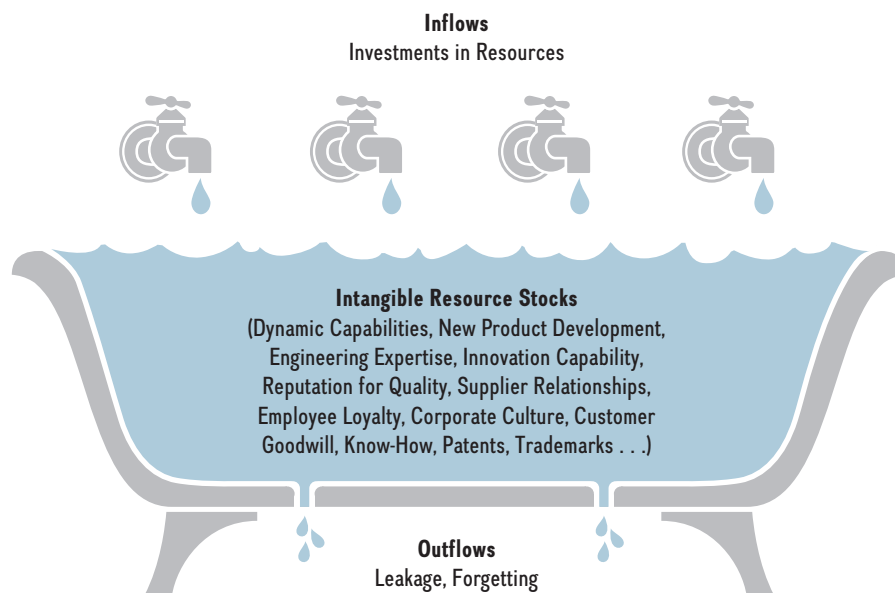 Inflows
Investments in Resources
Intangible Resource Stocks
(Dynamic Capabilities, New Product Development,
Engineering Expertise, Innovation Capability,
Reputation for Quality, Supplier Relationships,
Employee Loyalty, Corporate Culture, Customer
Goodwill, Know-How, Patents, Trademarks . . .)
Outflows
Leakage, Forgetting